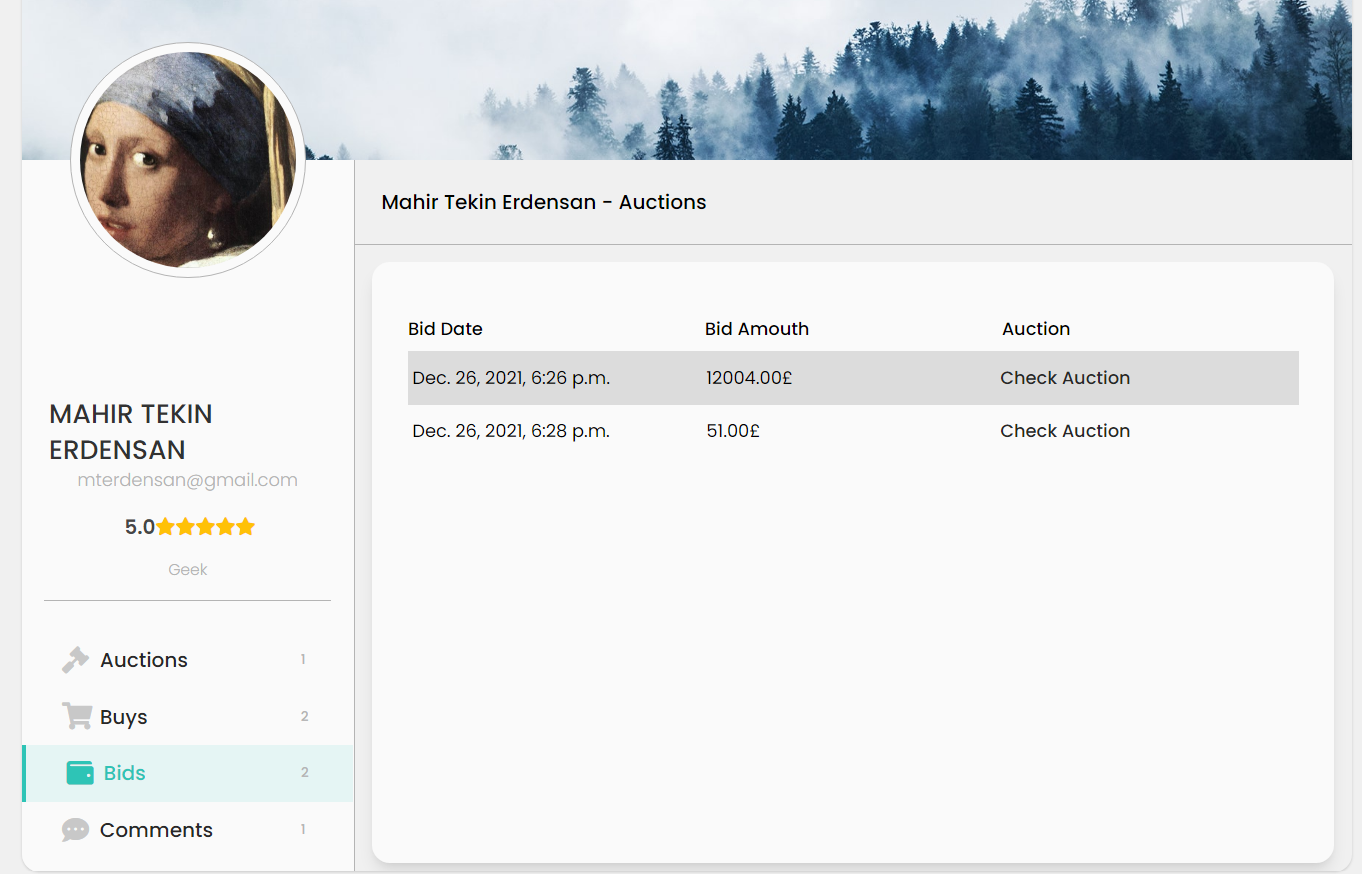 MAHIR TEKIN
ERDENSAN
mterdensan@gmail.com
5.0
Geek
Auctions 1
Buys 2
Bids 2
Comments 1
Mahir Tekin Erdensan - Auctions
Bid Date Bid Amouth Auction
Dec. 26, 2021, 6:26 p.m. 12004.00£ Check Auction
Dec. 26, 2021, 6:28 p.m. 51.00£ Check Auction